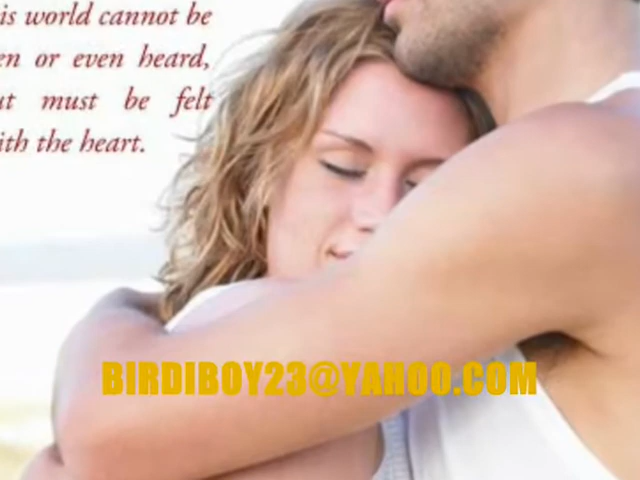 is world cannot be
en or even heard,
ut must be felt
ith the heart.
BIRDIBOY23@YAHOO.COM